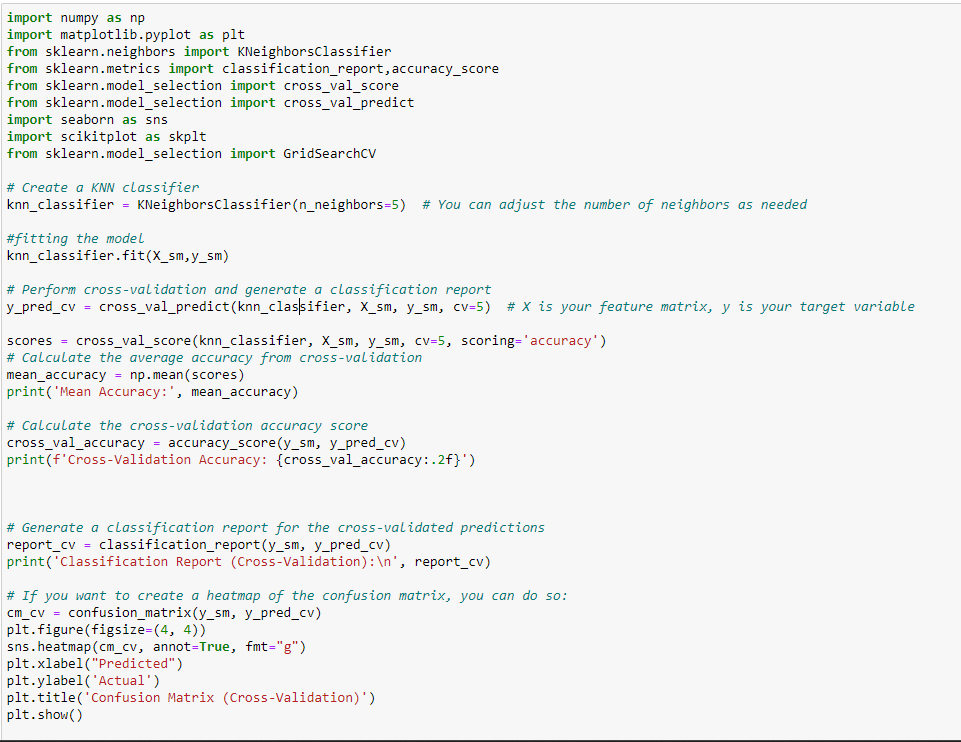 import numpy as np
import matplotlib.pyplot as plt
from sklearn.neighbors import KNeighborsClassifier
from sklearn.metrics import classification_report,accuracy_score
from sklearn.model_selection import cross_val_score
from sklearn.model_selection import cross_val_predict
import seaborn as sns
import scikitplot as skplt
from sklearn.model_selection import GridSearchCV
# Create a KNN classifier
knn_classifier = KNeighborsClassifier(n_neighbors=5)  # You can adjust the number of neighbors as needed
#fitting the model
knn_classifier.fit(X_sm,y_sm)
# Perform cross-validation and generate a classification report
y_pred_cv = cross_val_predict(knn_classifier, X_sm, y_sm, cv=5)  # X is your feature matrix, y is your target variable
scores = cross_val_score(knn_classifier, X_sm, y_sm, cv=5, scoring='accuracy')
# Calculate the average accuracy from cross-validation
mean_accuracy = np.mean(scores)
print('Mean Accuracy:', mean_accuracy)
# Calculate the cross-validation accuracy score
cross_val_accuracy = accuracy_score(y_sm, y_pred_cv)
print(f'Cross-Validation Accuracy: {cross_val_accuracy:.2f}')
# Generate a classification report for the cross-validated predictions
report_cv = classification_report(y_sm, y_pred_cv)
print('Classification Report (Cross-Validation):\n', report_cv)
# If you want to create a heatmap of the confusion matrix, you can do so:
cm_cv = confusion_matrix(y_sm, y_pred_cv)
plt.figure(figsize=(4, 4))
sns.heatmap(cm_cv, annot=True, fmt="g")
plt.xlabel("Predicted")
plt.ylabel('Actual')
plt.title('Confusion Matrix (Cross-Validation)')
plt.show()